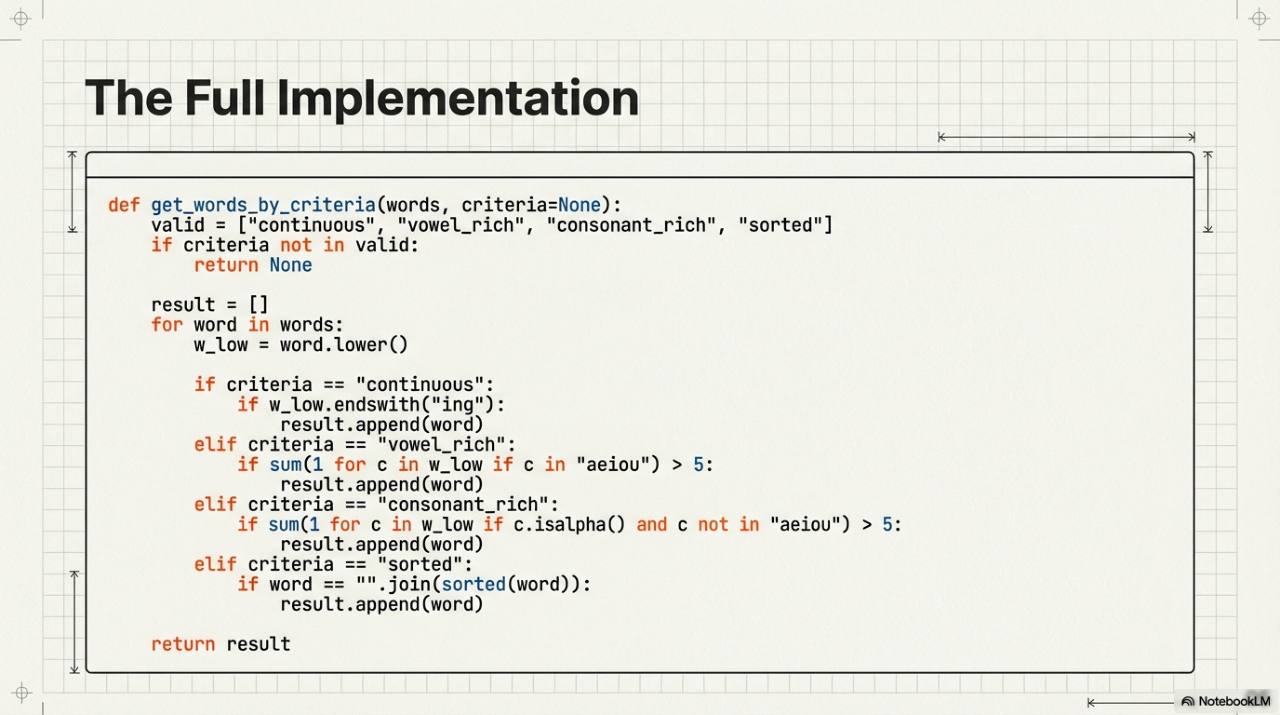 The Full Implementation
def get_words_by_criteria(words, criteria=None):
    valid = ["continuous", "vowel_rich", "consonant_rich", "sorted"]
    if criteria not in valid:
        return None
    result = []
    for word in words:
        w_low = word.lower()
        if criteria == "continuous":
            if w_low.endswith("ing"):
                result.append(word)
        elif criteria == "vowel_rich":
            if sum(1 for c in w_low if c in "aeiou") > 5:
                result.append(word)
        elif criteria == "consonant_rich":
            if sum(1 for c in w_low if c.isalpha() and c not in "aeiou") > 5:
                result.append(word)
        elif criteria == "sorted":
            if word == "".join(sorted(word)):
                result.append(word)
    return result
NotebookLM